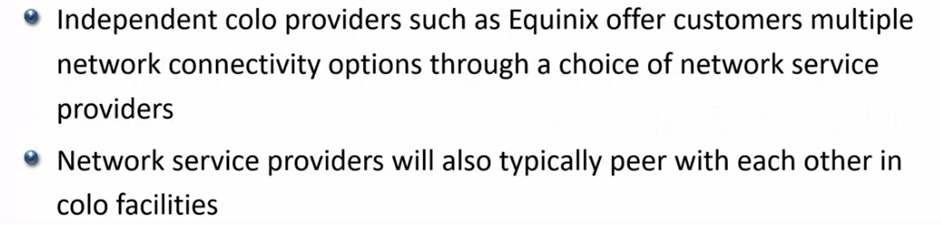 Independent colo providers such as Equinix offer customers multiple
network connectivity options through a choice of network service
providers
Network service providers will also typically peer with each other in
colo facilities